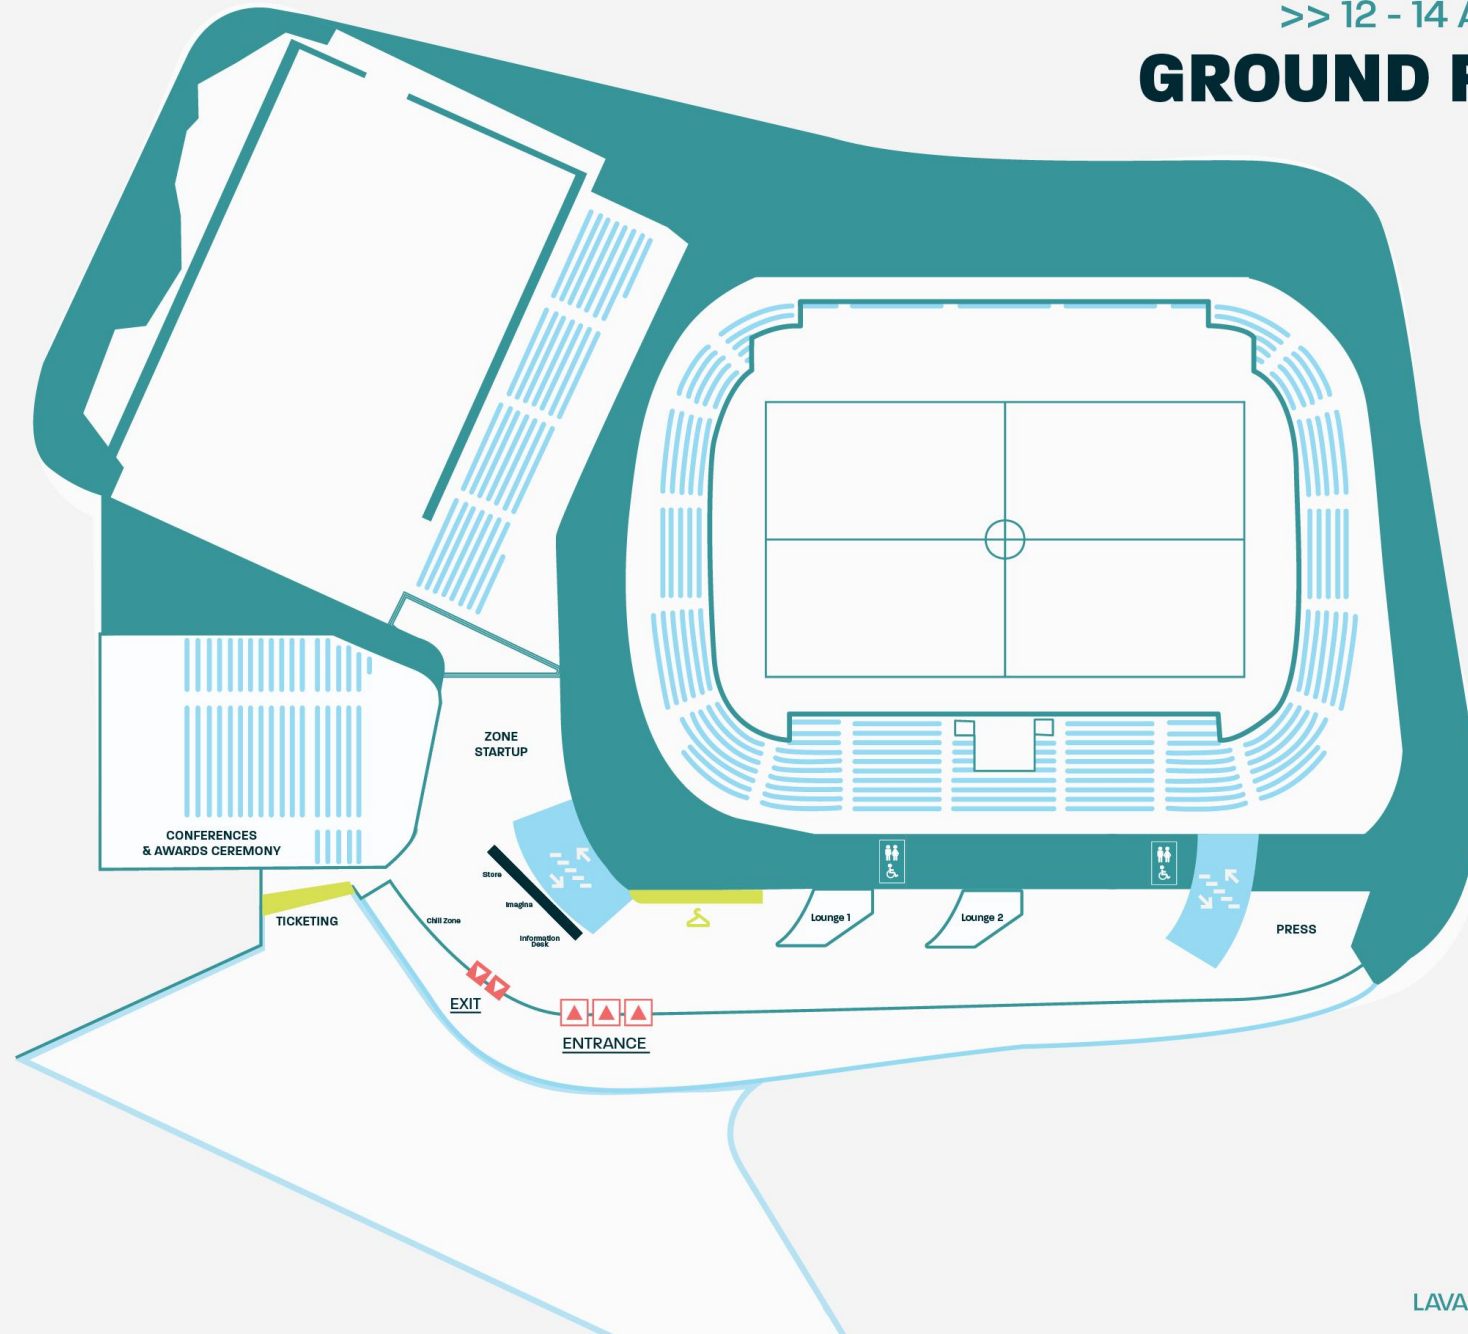 >> 12 - 14 A
GROUND F
ZONE
STARTUP
CONFERENCES
& AWARDS CEREMONY
Store
TICKETING
Imagina
Chill Zone
Information
Desk
Lounge 1
Lounge 2
PRESS
EXIT
ENTRANCE
LAVA